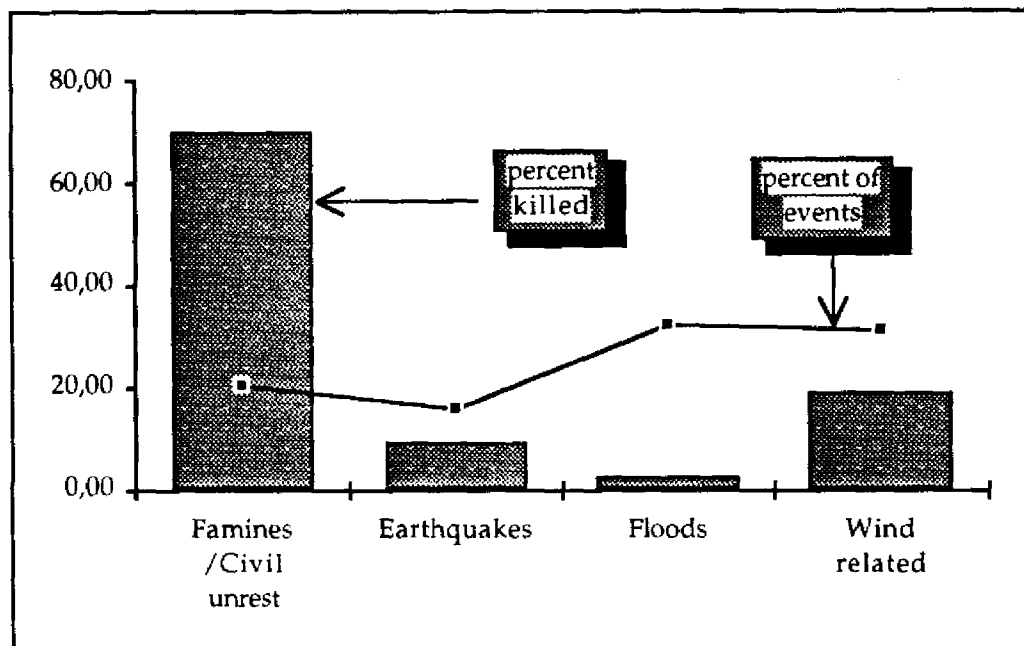 80,00
60,00
40,00
20,00
0,00
percent
killed
percent of
events
Famines
/Civil
unrest
Earthquakes
Floods
Wind
related